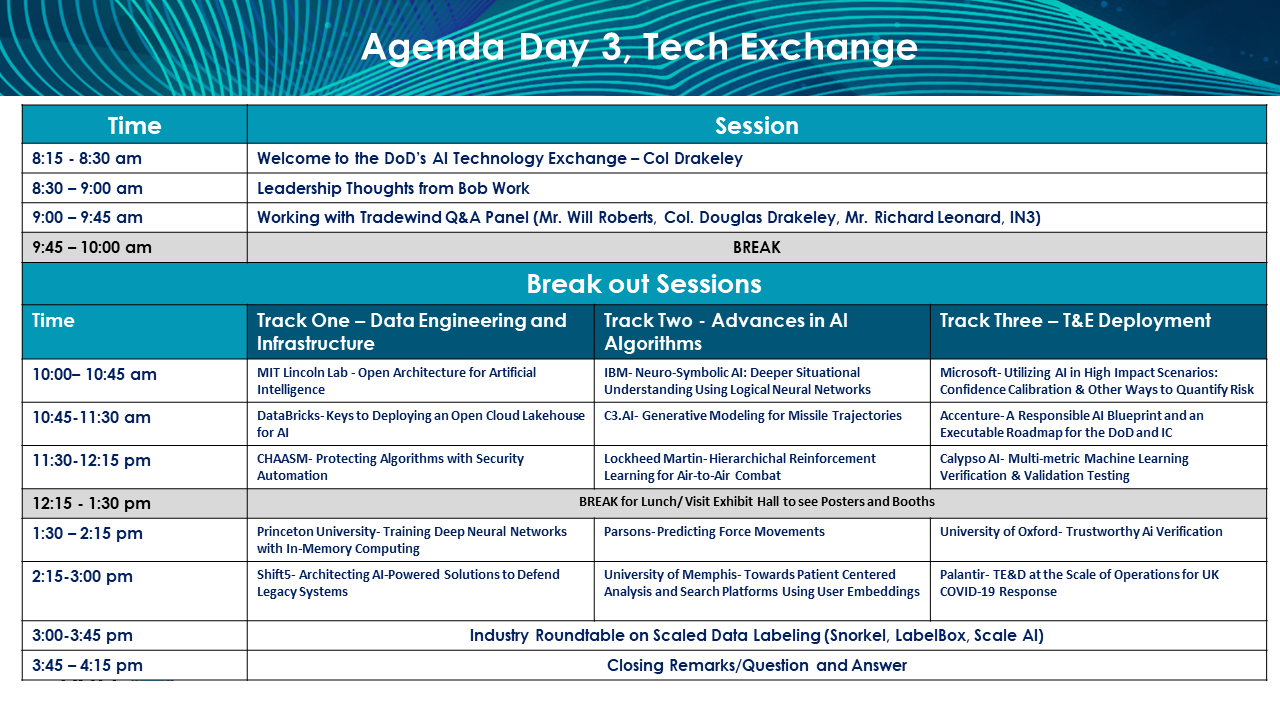 Agenda Day 3, Tech Exchange
Time
Session
8:15 - 8:30 am
Welcome to the DoD's AI Technology Exchange – Col Drakeley
8:30 – 9:00 am
Leadership Thoughts from Bob Work
9:00 – 9:45 am
Working with Tradewind Q&A Panel (Mr. Will Roberts, Col. Douglas Drakeley, Mr. Richard Leonard, IN3)
9:45 – 10:00 am
BREAK
Break out Sessions
Time
Track One – Data Engineering and
Infrastructure
Track Two - Advances in AI
Algorithms
Track Three – T&E Deployment
10:00– 10:45 am
MIT Lincoln Lab - Open Architecture for Artificial
Intelligence
IBM- Neuro-Symbolic AI: Deeper Situational
Understanding Using Logical Neural Networks
Microsoft- Utilizing AI in High Impact Scenarios:
Confidence Calibration & Other Ways to Quantify Risk
10:45-11:30 am
DataBricks- Keys to Deploying an Open Cloud Lakehouse
for AI
C3.AI- Generative Modeling for Missile Trajectories
Accenture- A Responsible AI Blueprint and an
Executable Roadmap for the DoD and IC
11:30-12:15 pm
CHAASM- Protecting Algorithms with Security
Automation
Lockheed Martin- Hierarchichal Reinforcement
Learning for Air-to-Air Combat
Calypso AI- Multi-metric Machine Learning
Verification & Validation Testing
12:15 - 1:30 pm
BREAK for Lunch/ Visit Exhibit Hall to see Posters and Booths
1:30 – 2:15 pm
Princeton University- Training Deep Neural Networks
with In-Memory Computing
Parsons- Predicting Force Movements
University of Oxford- Trustworthy Ai Verification
2:15-3:00 pm
Shift5- Architecting AI-Powered Solutions to Defend
Legacy Systems
University of Memphis- Towards Patient Centered
Analysis and Search Platforms Using User Embeddings
Palantir- TE&D at the Scale of Operations for UK
COVID-19 Response
3:00-3:45 pm
Industry Roundtable on Scaled Data Labeling (Snorkel, LabelBox, Scale AI)
3:45 – 4:15 pm
Closing Remarks/Question and Answer